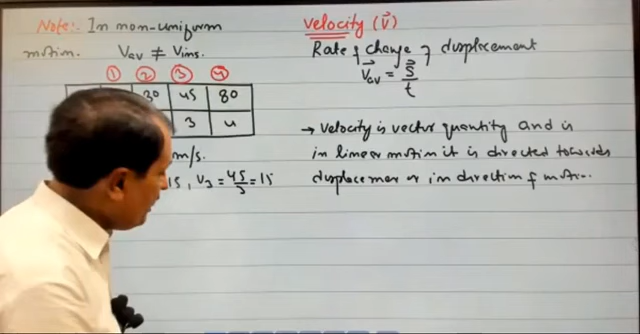 Note:- In non-uniform
motion. Vav ≠ Vins.
① ② ③ ④
30 45 80
3 4
m/s.
15, v3 = 45/3 = 15
velocity (v⃗)
Rate of change of displacement
V⃗av = S⃗/t
→ Velocity is vector quantity and is
in linear motion it is directed towards
displacemen or in direction of motion.